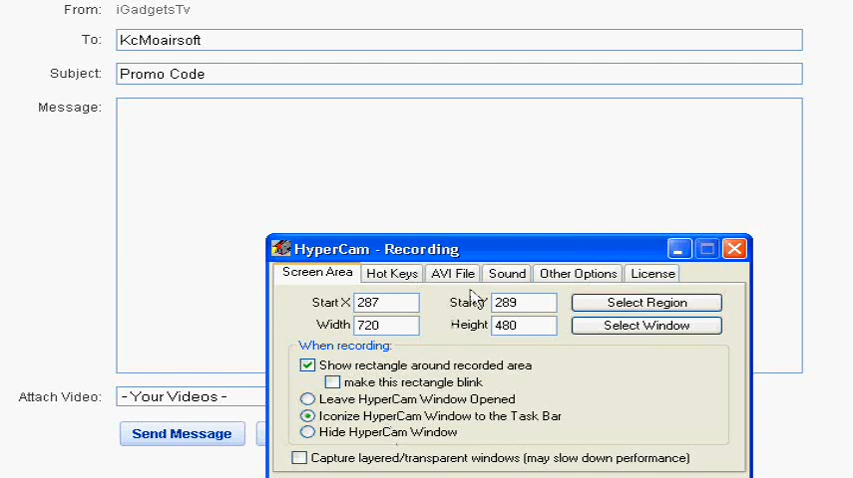 From: iGadgetsTv
To: KcMoairsoft
Subject: Promo Code
Message:
HyperCam - Recording
Screen Area Hot Keys AVI File Sound Other Options License
Start X 287 Start Y 289 Select Region
Width 720 Height 480 Select Window
When recording:
Show rectangle around recorded area
make this rectangle blink
Leave HyperCam Window Opened
Iconize HyperCam Window to the Task Bar
Hide HyperCam Window
Capture layered/transparent windows (may slow down performance)
Attach Video: - Your Videos -
Send Message